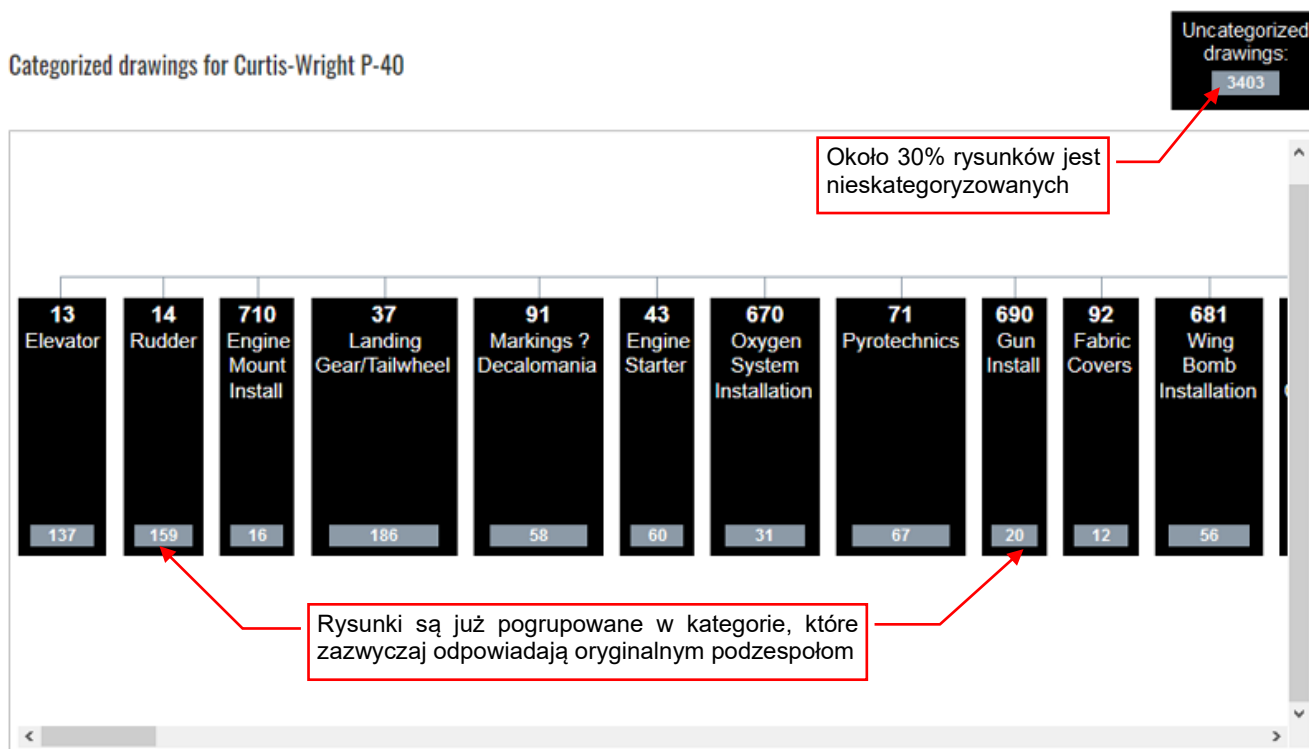 Uncategorized
drawings:
3403
Categorized drawings for Curtis-Wright P-40
Około 30% rysunków jest
nieskategoryzowanych
13
Elevator
137
14
Rudder
159
710
Engine
Mount
Install
16
37
Landing
Gear/Tailwheel
186
91
Markings ?
Decalomania
58
43
Engine
Starter
60
670
Oxygen
System
Installation
31
71
Pyrotechnics
67
690
Gun
Install
20
92
Fabric
Covers
12
681
Wing
Bomb
Installation
56
Rysunki są już pogrupowane w kategorie, które
zazwyczaj odpowiadają oryginalnym podzespołom